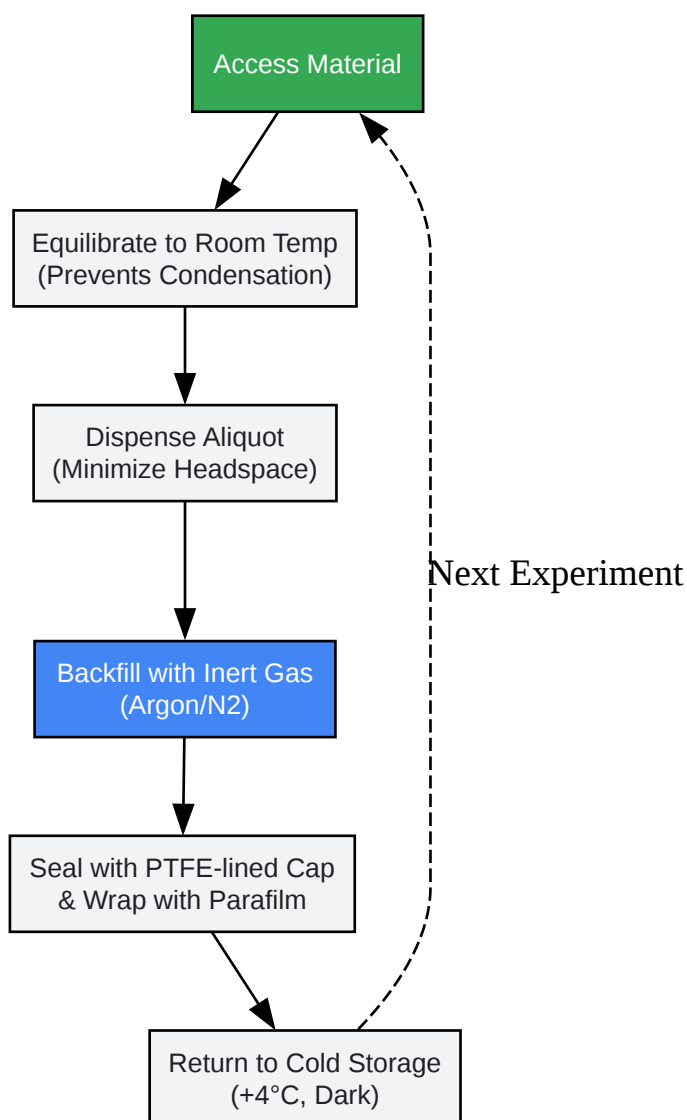 Access Material
Equilibrate to Room Temp
(Prevents Condensation)
Dispense Aliquot
(Minimize Headspace)
Next Experiment
Backfill with Inert Gas
(Argon/N2)
Seal with PTFE-lined Cap
& Wrap with Parafilm
Return to Cold Storage
(+4°C, Dark)